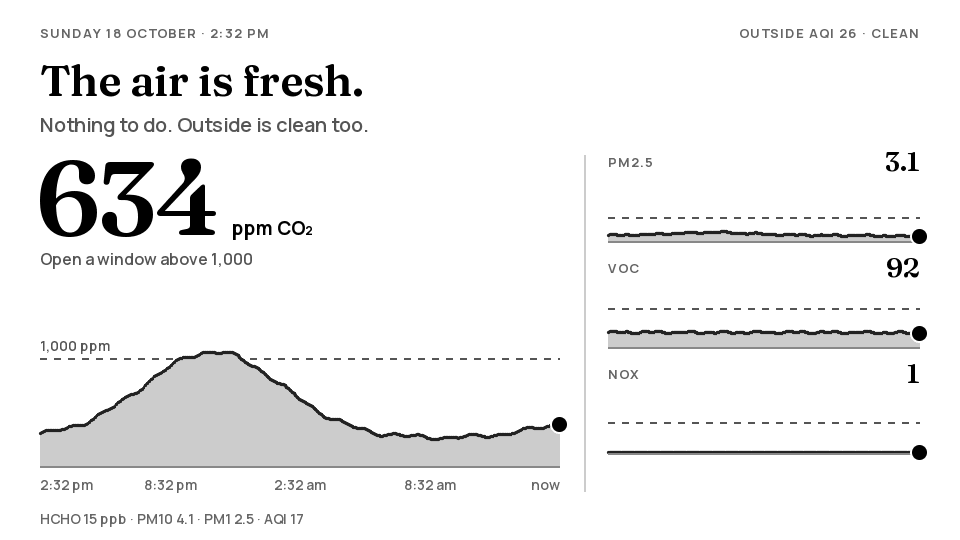 SUNDAY 18 OCTOBER · 2:32 PM
OUTSIDE AQI 26 · CLEAN
The air is fresh.
Nothing to do. Outside is clean too.
634 ppm CO₂
Open a window above 1,000
1,000 ppm
2:32 pm 8:32 pm 2:32 am 8:32 am now
PM2.5 3.1
VOC 92
NOX 1
HCHO 15 ppb · PM10 4.1 · PM1 2.5 · AQI 17